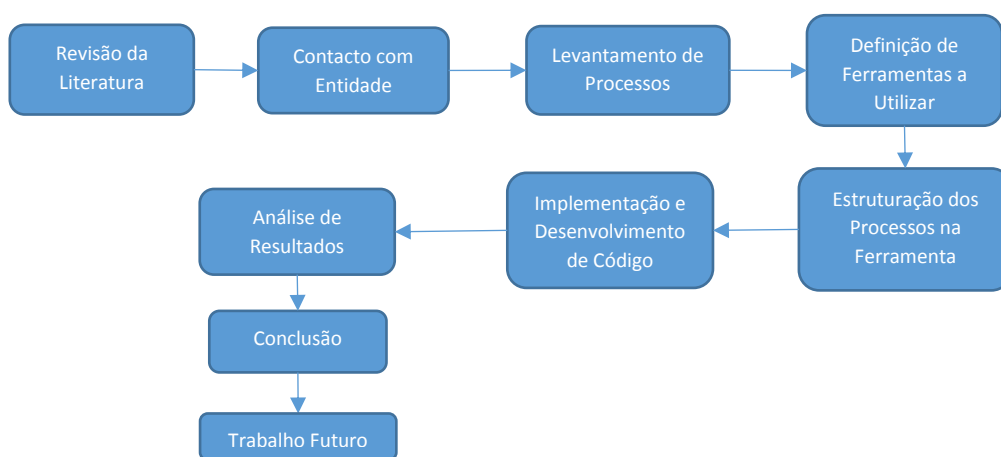 Revisão da
Literatura
Contacto com
Entidade
Levantamento de
Processos
Definição de
Ferramentas a
Utilizar
Estruturação dos
Processos na
Ferramenta
Implementação e
Desenvolvimento
de Código
Análise de
Resultados
Conclusão
Trabalho Futuro